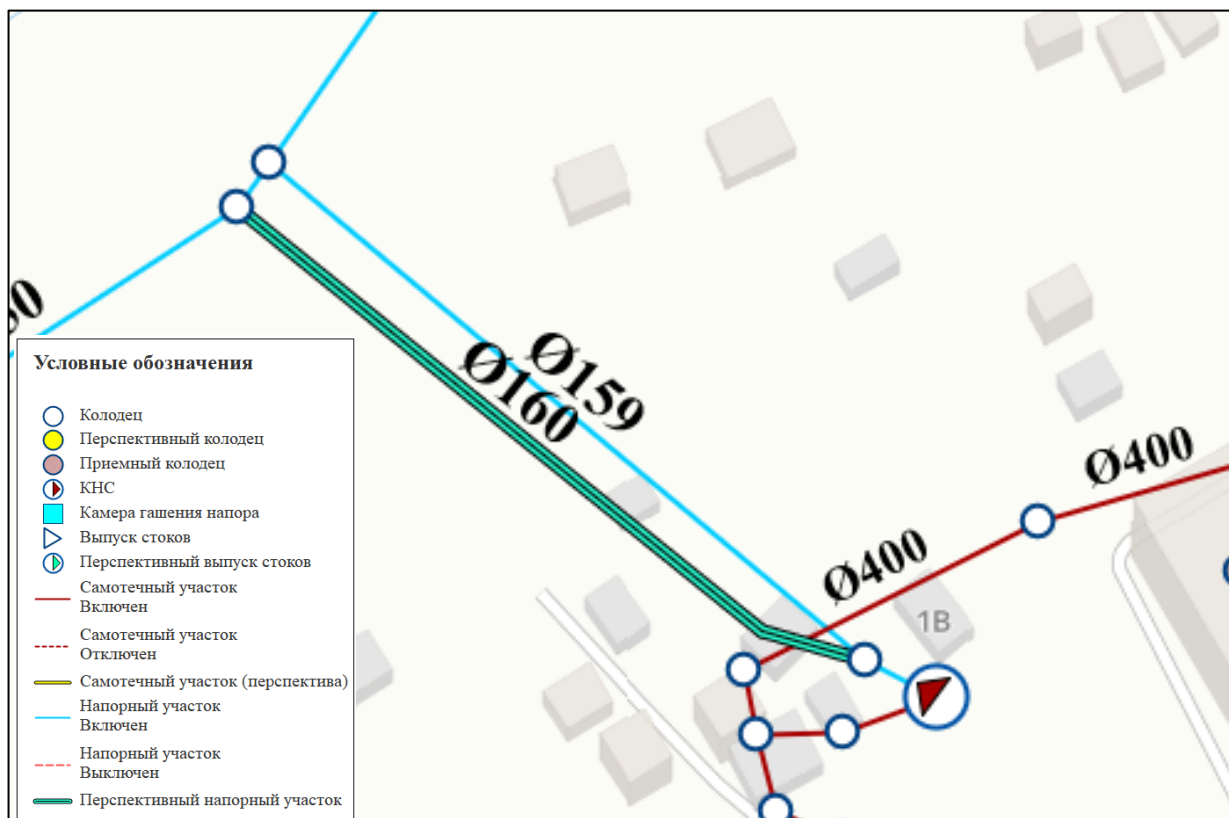 Ø159
Ø160
Ø400
Ø400
1В
Условные обозначения
Колодец
Перспективный колодец
Приемный колодец
КНС
Камера гашения напора
Выпуск стоков
Перспективный выпуск стоков
Самотечный участок
Включен
Самотечный участок
Отключен
Самотечный участок (перспектива)
Напорный участок
Включен
Напорный участок
Выключен
Перспективный напорный участок